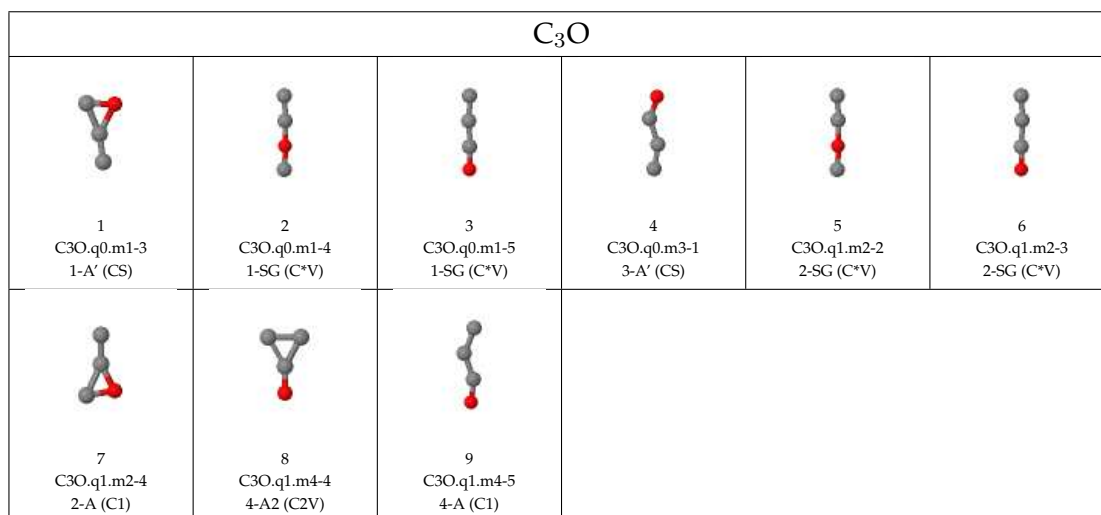 C₃O
1
C3O.q0.m1-3
1-A′ (CS)
2
C3O.q0.m1-4
1-SG (C*V)
3
C3O.q0.m1-5
1-SG (C*V)
4
C3O.q0.m3-1
3-A′ (CS)
5
C3O.q1.m2-2
2-SG (C*V)
6
C3O.q1.m2-3
2-SG (C*V)
7
C3O.q1.m2-4
2-A (C1)
8
C3O.q1.m4-4
4-A2 (C2V)
9
C3O.q1.m4-5
4-A (C1)